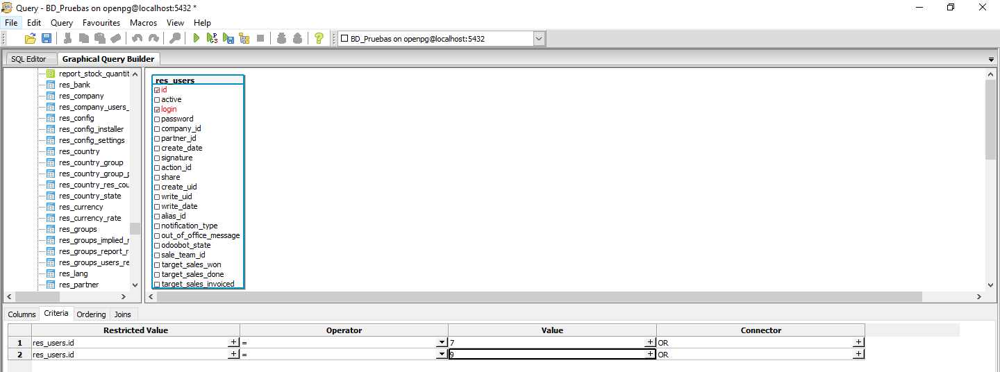 Query - BD_Pruebas on openpg@localhost:5432 *
File Edit Query Favourites Macros View Help
BD_Pruebas on openpg@localhost:5432
SQL Editor Graphical Query Builder
report_stock_quantit
res_bank
res_company
res_company_users_
res_config
res_config_installer
res_config_settings
res_country
res_country_group
res_country_group_p
res_country_res_cou
res_country_state
res_currency
res_currency_rate
res_groups
res_groups_implied_r
res_groups_report_r
res_groups_users_re
res_lang
res_partner
res_users
id
active
login
password
company_id
partner_id
create_date
signature
action_id
share
create_uid
write_uid
write_date
alias_id
notification_type
out_of_office_message
odoobot_state
sale_team_id
target_sales_won
target_sales_done
target_sales_invoiced
Columns Criteria Ordering Joins
Restricted Value Operator Value Connector
1 res_users.id = 7 OR
2 res_users.id = 9 OR